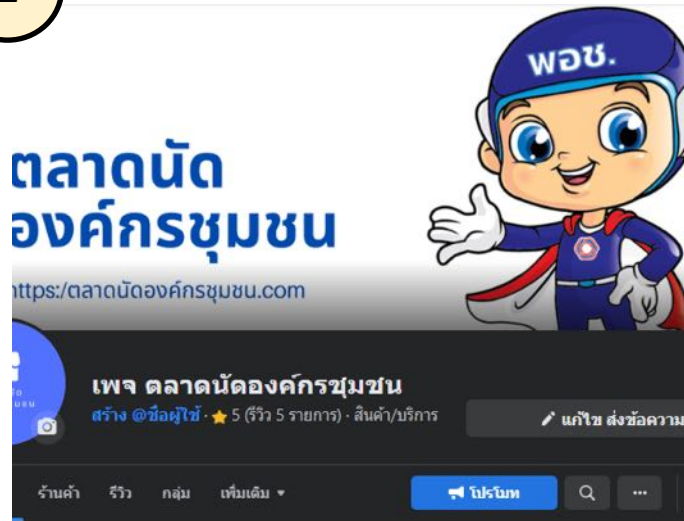 พอช.
ตลาดนัด
องค์กรชุมชน
https:/ตลาดนัดองค์กรชุมชน.com
เพจ ตลาดนัดองค์กรชุมชน
สร้าง @ชื่อผู้ใช้ · 5 (รีวิว 5 รายการ) · สินค้า/บริการ
แก้ไข ส่งข้อความ
ร้านค้า รีวิว กลุ่ม เพิ่มเติม
โปรโมท